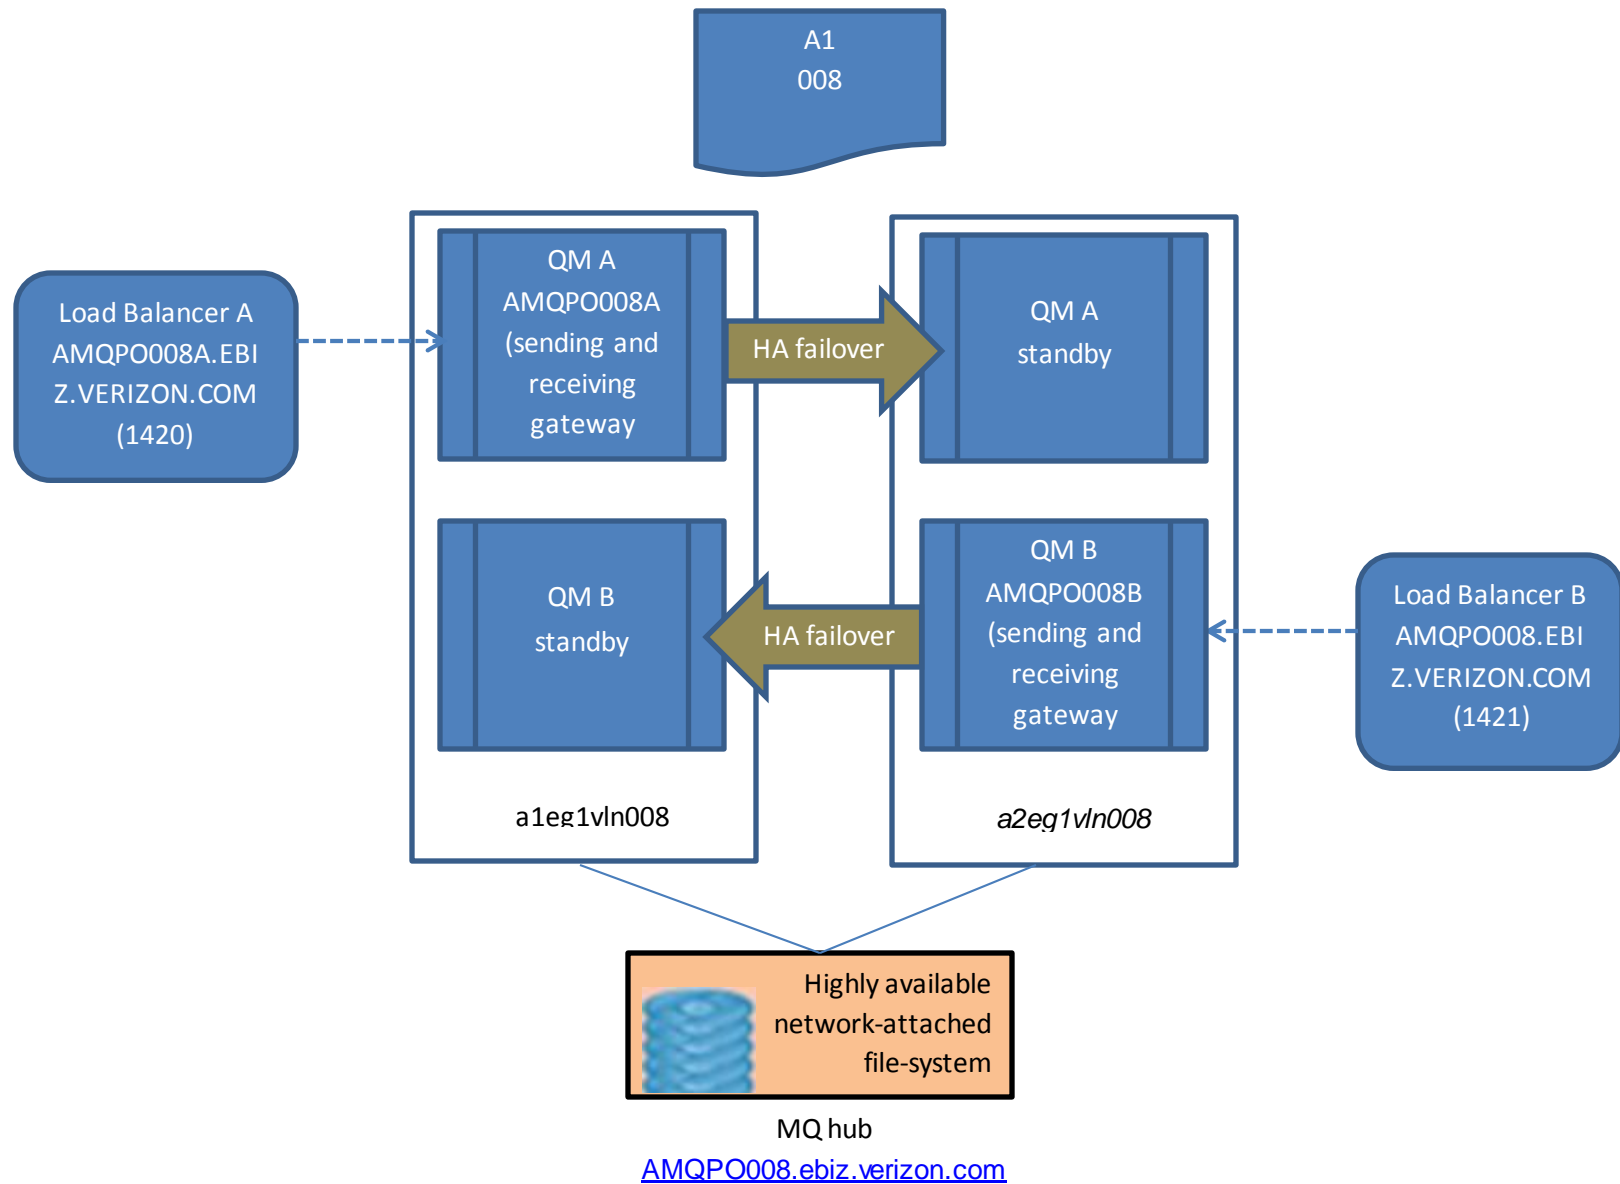 A1
008
Load Balancer A
AMQPO008A.EBI
Z.VERIZON.COM
(1420)
QM A
AMQPO008A
(sending and
receiving
gateway
HA failover
QM A
standby
QM B
standby
HA failover
QM B
AMQPO008B
(sending and
receiving
gateway
Load Balancer B
AMQPO008.EBI
Z.VERIZON.COM
(1421)
a1eg1vln008
a2eg1vln008
Highly available
network-attached
file-system
MQ hub
AMQPO008.ebiz.verizon.com